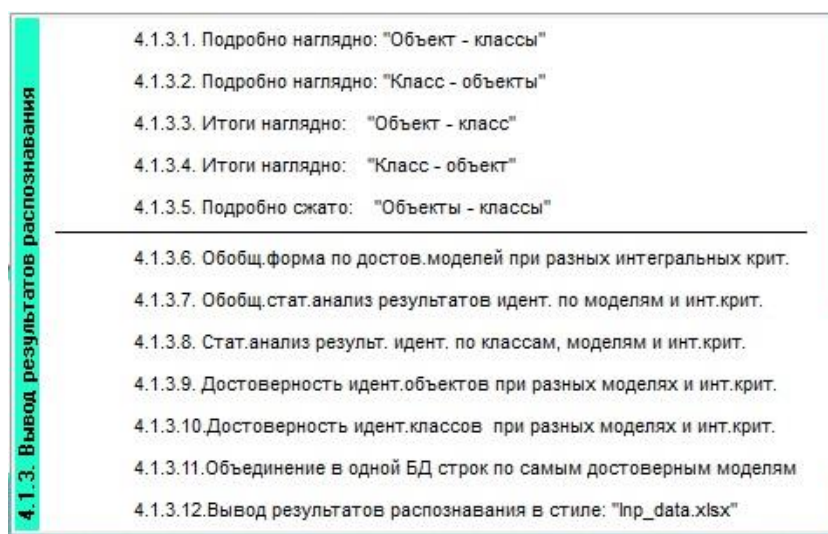 4.1.3. Вывод результатов распознавания
4.1.3.1. Подробно наглядно: "Объект - классы"
4.1.3.2. Подробно наглядно: "Класс - объекты"
4.1.3.3. Итоги наглядно: "Объект - класс"
4.1.3.4. Итоги наглядно: "Класс - объект"
4.1.3.5. Подробно сжато: "Объекты - классы"
4.1.3.6. Обобщ.форма по достов.моделей при разных интегральных крит.
4.1.3.7. Обобщ.стат.анализ результатов идент. по моделям и инт.крит.
4.1.3.8. Стат.анализ результ. идент. по классам, моделям и инт.крит.
4.1.3.9. Достоверность идент.объектов при разных моделях и инт.крит.
4.1.3.10.Достоверность идент.классов при разных моделях и инт.крит.
4.1.3.11.Объединение в одной БД строк по самым достоверным моделям
4.1.3.12.Вывод результатов распознавания в стиле: "Inp_data.xlsx"